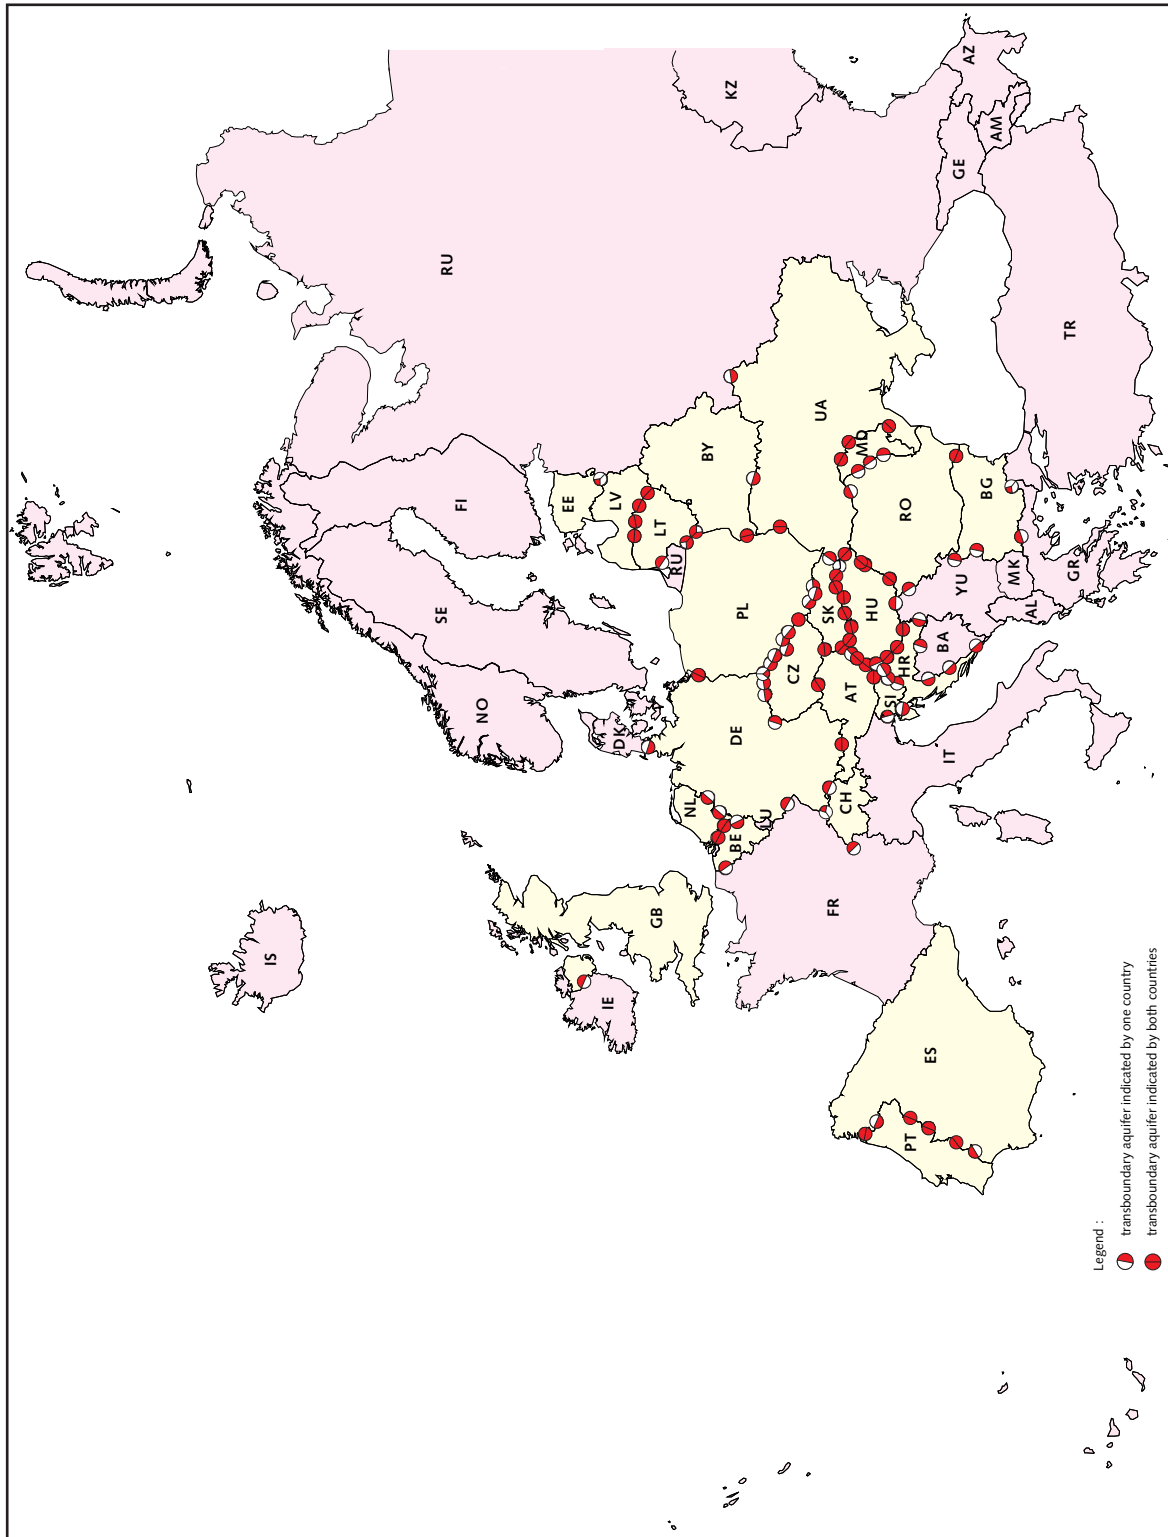 IS
NO
SE
FI
RU
KZ
DK
EE
LV
LT
RU
BY
IE
GB
NL
BE
LU
DE
PL
CZ
SK
UA
MD
FR
CH
AT
HU
RO
SI
HR
BA
YU
BG
MK
AL
GR
IT
PT
ES
TR
GE
AM
AZ
Legend :
transboundary aquifer indicated by one country
transboundary aquifer indicated by both countries